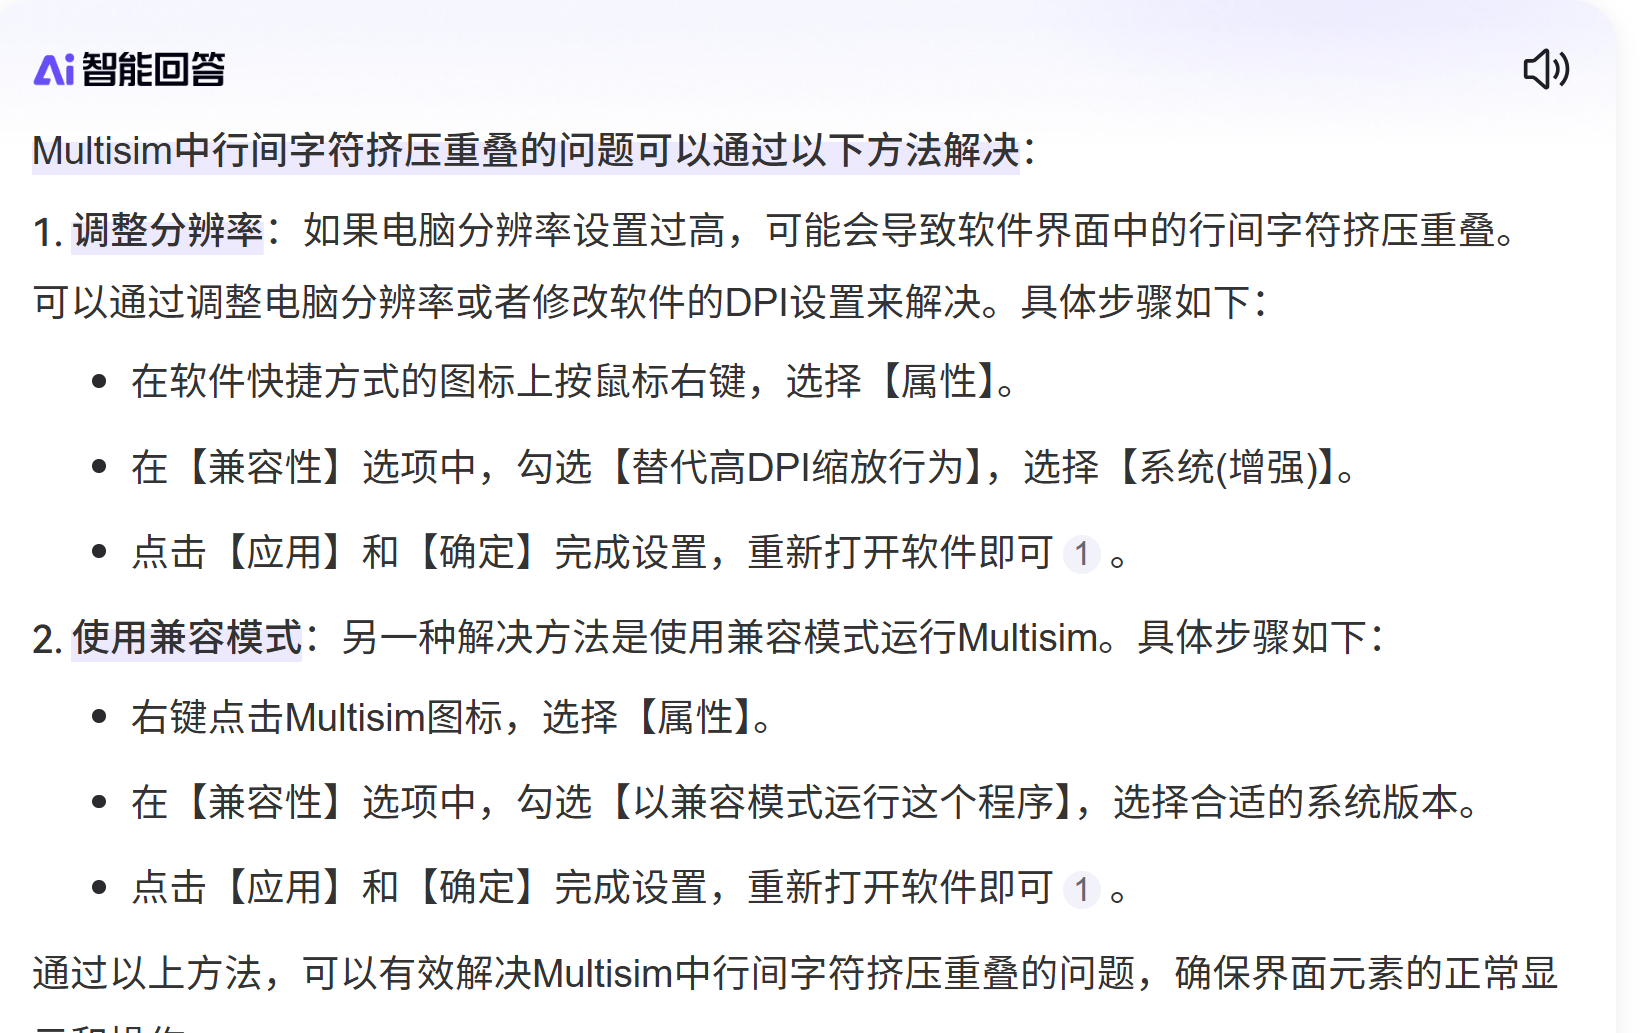 Ai智能回答
Multisim中行间字符挤压重叠的问题可以通过以下方法解决：
1. 调整分辨率：如果电脑分辨率设置过高，可能会导致软件界面中的行间字符挤压重叠。
可以通过调整电脑分辨率或者修改软件的DPI设置来解决。具体步骤如下：
在软件快捷方式的图标上按鼠标右键，选择【属性】。
在【兼容性】选项中，勾选【替代高DPI缩放行为】，选择【系统(增强)】。
点击【应用】和【确定】完成设置，重新打开软件即可 1 。
2. 使用兼容模式：另一种解决方法是使用兼容模式运行Multisim。具体步骤如下：
右键点击Multisim图标，选择【属性】。
在【兼容性】选项中，勾选【以兼容模式运行这个程序】，选择合适的系统版本。
点击【应用】和【确定】完成设置，重新打开软件即可 1 。
通过以上方法，可以有效解决Multisim中行间字符挤压重叠的问题，确保界面元素的正常显